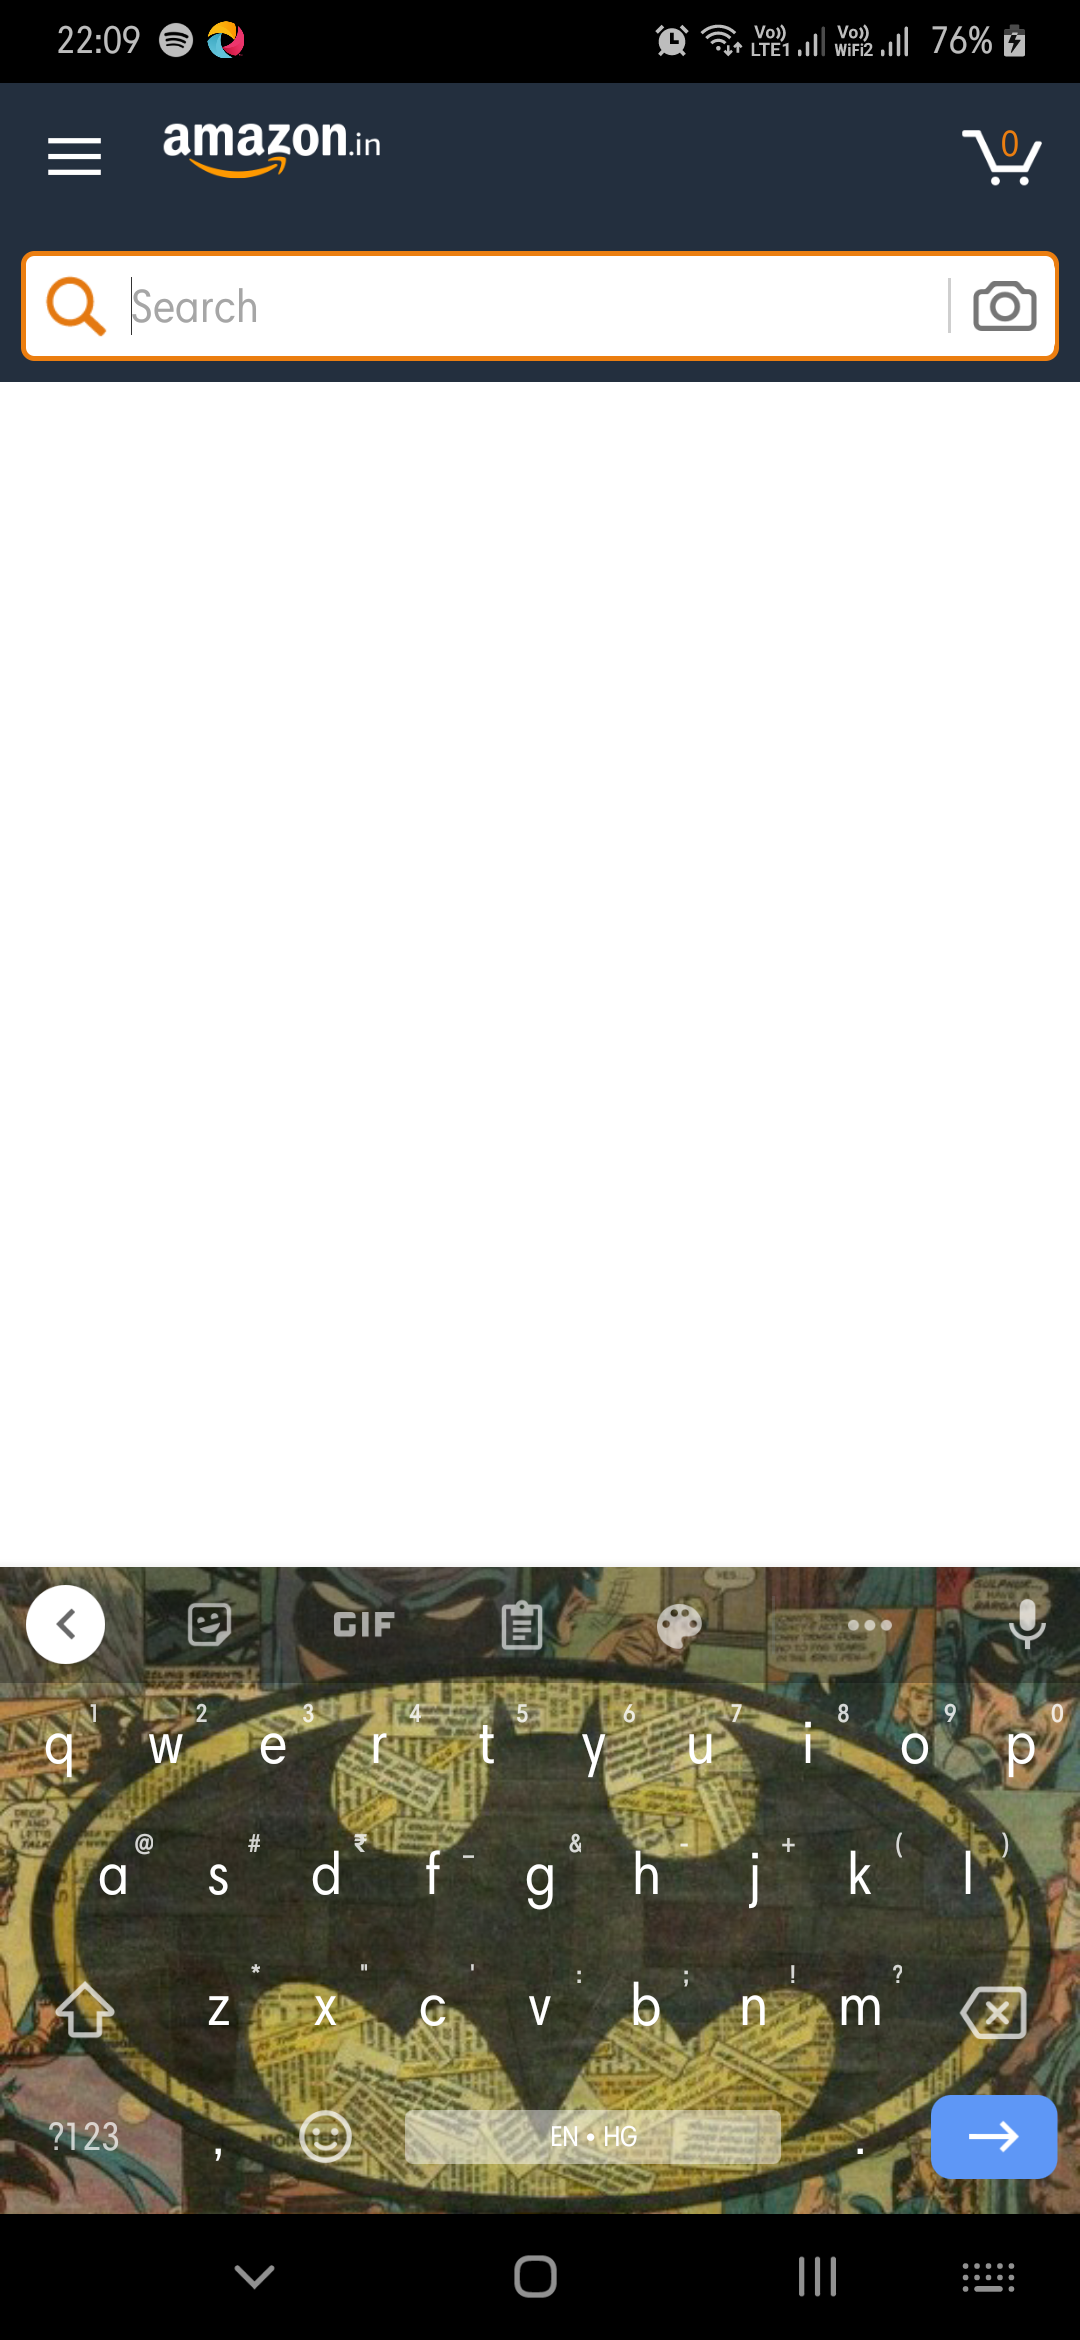 22:09 Vo)) LTE1 Vo)) WiFi2 76%
amazon.in 0
Search
GIF
1 2 3 4 5 6 7 8 9 0
q w e r t y u i o p
@ # ₹ _ & - + ( )
a s d f g h j k l
* " ' : ; ! ?
z x c v b n m
?123 , EN • HG .